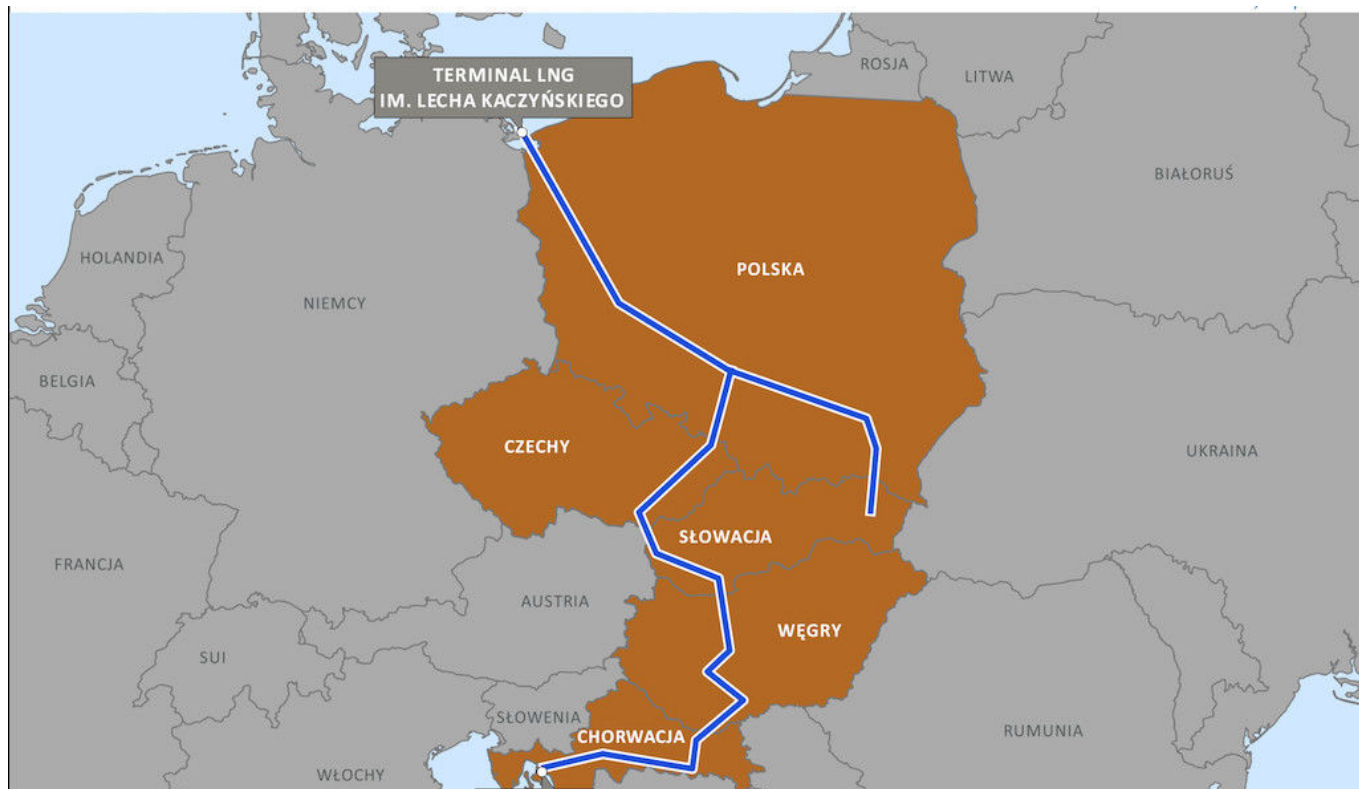 TERMINAL LNG
IM. LECHA KACZYŃSKIEGO
ROSJA
LITWA
BIAŁORUŚ
HOLANDIA
POLSKA
NIEMCY
BELGIA
CZECHY
UKRAINA
SŁOWACJA
FRANCJA
AUSTRIA
WĘGRY
SUI
SŁOWENIA
CHORWACJA
RUMUNIA
WŁOCHY